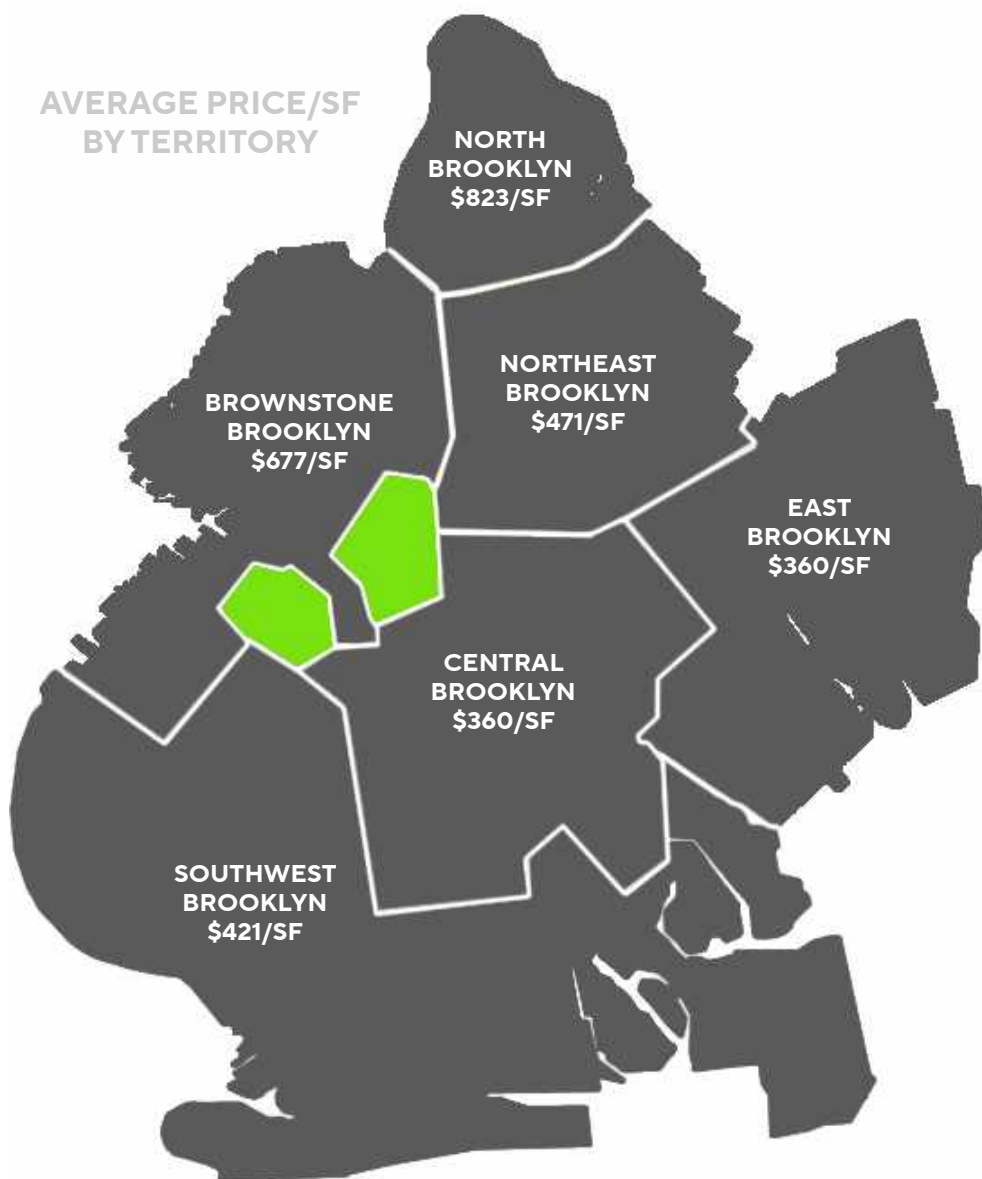 AVERAGE PRICE/SF
BY TERRITORY
NORTH
BROOKLYN
$823/SF
NORTHEAST
BROOKLYN
$471/SF
BROWNSTONE
BROOKLYN
$677/SF
EAST
BROOKLYN
$360/SF
CENTRAL
BROOKLYN
$360/SF
SOUTHWEST
BROOKLYN
$421/SF